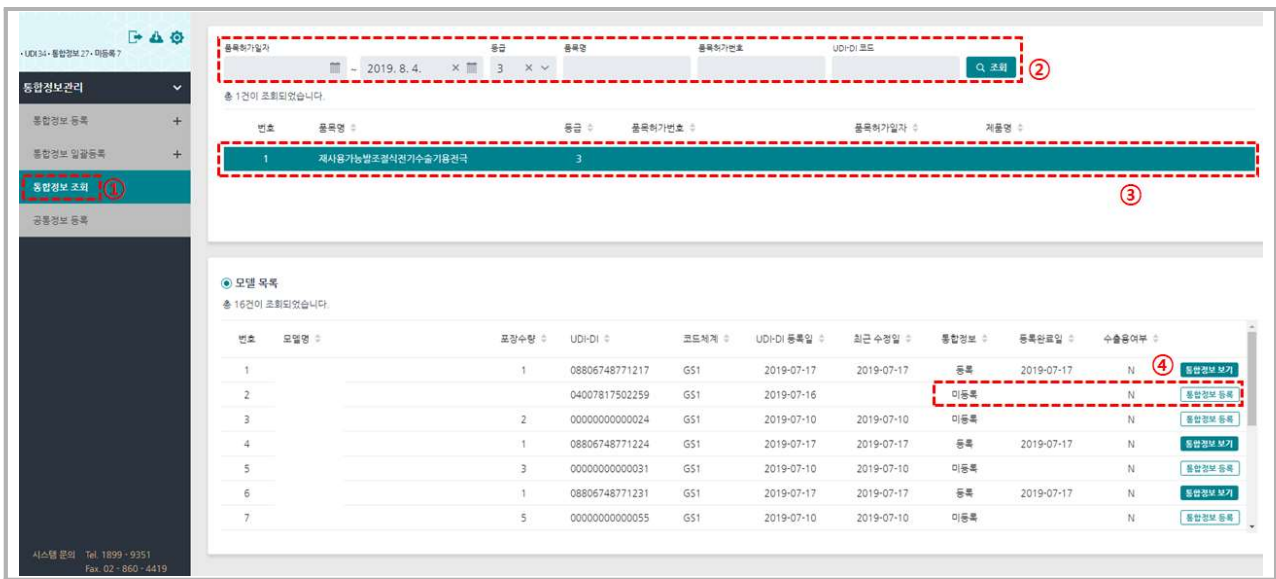 • UDI 34 • 통합정보 27 • 미등록 7
통합정보관리
통합정보 등록 +
통합정보 일괄등록 +
통합정보 조회 ①
공통정보 등록
시스템 문의 Tel. 1899 - 9351
Fax. 02 - 860 - 4419
품목허가일자 등급 품목명 품목허가번호 UDI-DI 코드
~ 2019. 8. 4. × 3 × 조회 ②
총 1건이 조회되었습니다.
번호 품목명 등급 품목허가번호 품목허가일자 제품명
1 재사용가능발조절식전기수술기용전극 3
③
모델 목록
총 16건이 조회되었습니다.
번호 모델명 포장수량 UDI-DI 코드체계 UDI-DI 등록일 최근 수정일 통합정보 등록완료일 수출용여부
1 1 08806748771217 GS1 2019-07-17 2019-07-17 등록 2019-07-17 N ④ 통합정보 보기
2 04007817502259 GS1 2019-07-16 미등록 N 통합정보 등록
3 2 00000000000024 GS1 2019-07-10 2019-07-10 미등록 N 통합정보 등록
4 1 08806748771224 GS1 2019-07-17 2019-07-17 등록 2019-07-17 N 통합정보 보기
5 3 00000000000031 GS1 2019-07-10 2019-07-10 미등록 N 통합정보 등록
6 1 08806748771231 GS1 2019-07-17 2019-07-17 등록 2019-07-17 N 통합정보 보기
7 5 00000000000055 GS1 2019-07-10 2019-07-10 미등록 N 통합정보 등록